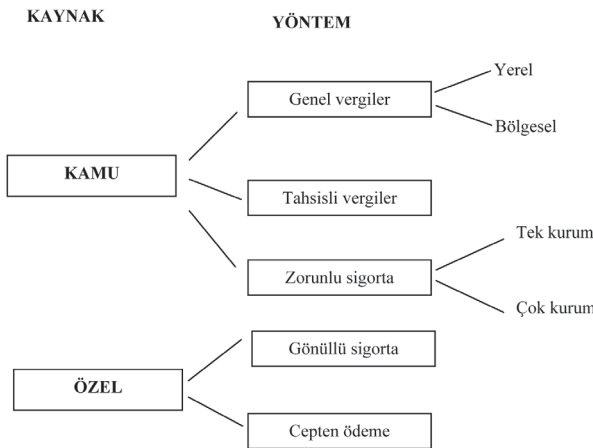 KAYNAK
YÖNTEM
Genel vergiler
Yerel
Bölgesel
KAMU
Tahsisli vergiler
Zorunlu sigorta
Tek kurum
Çok kurum
Gönüllü sigorta
ÖZEL
Cepten ödeme